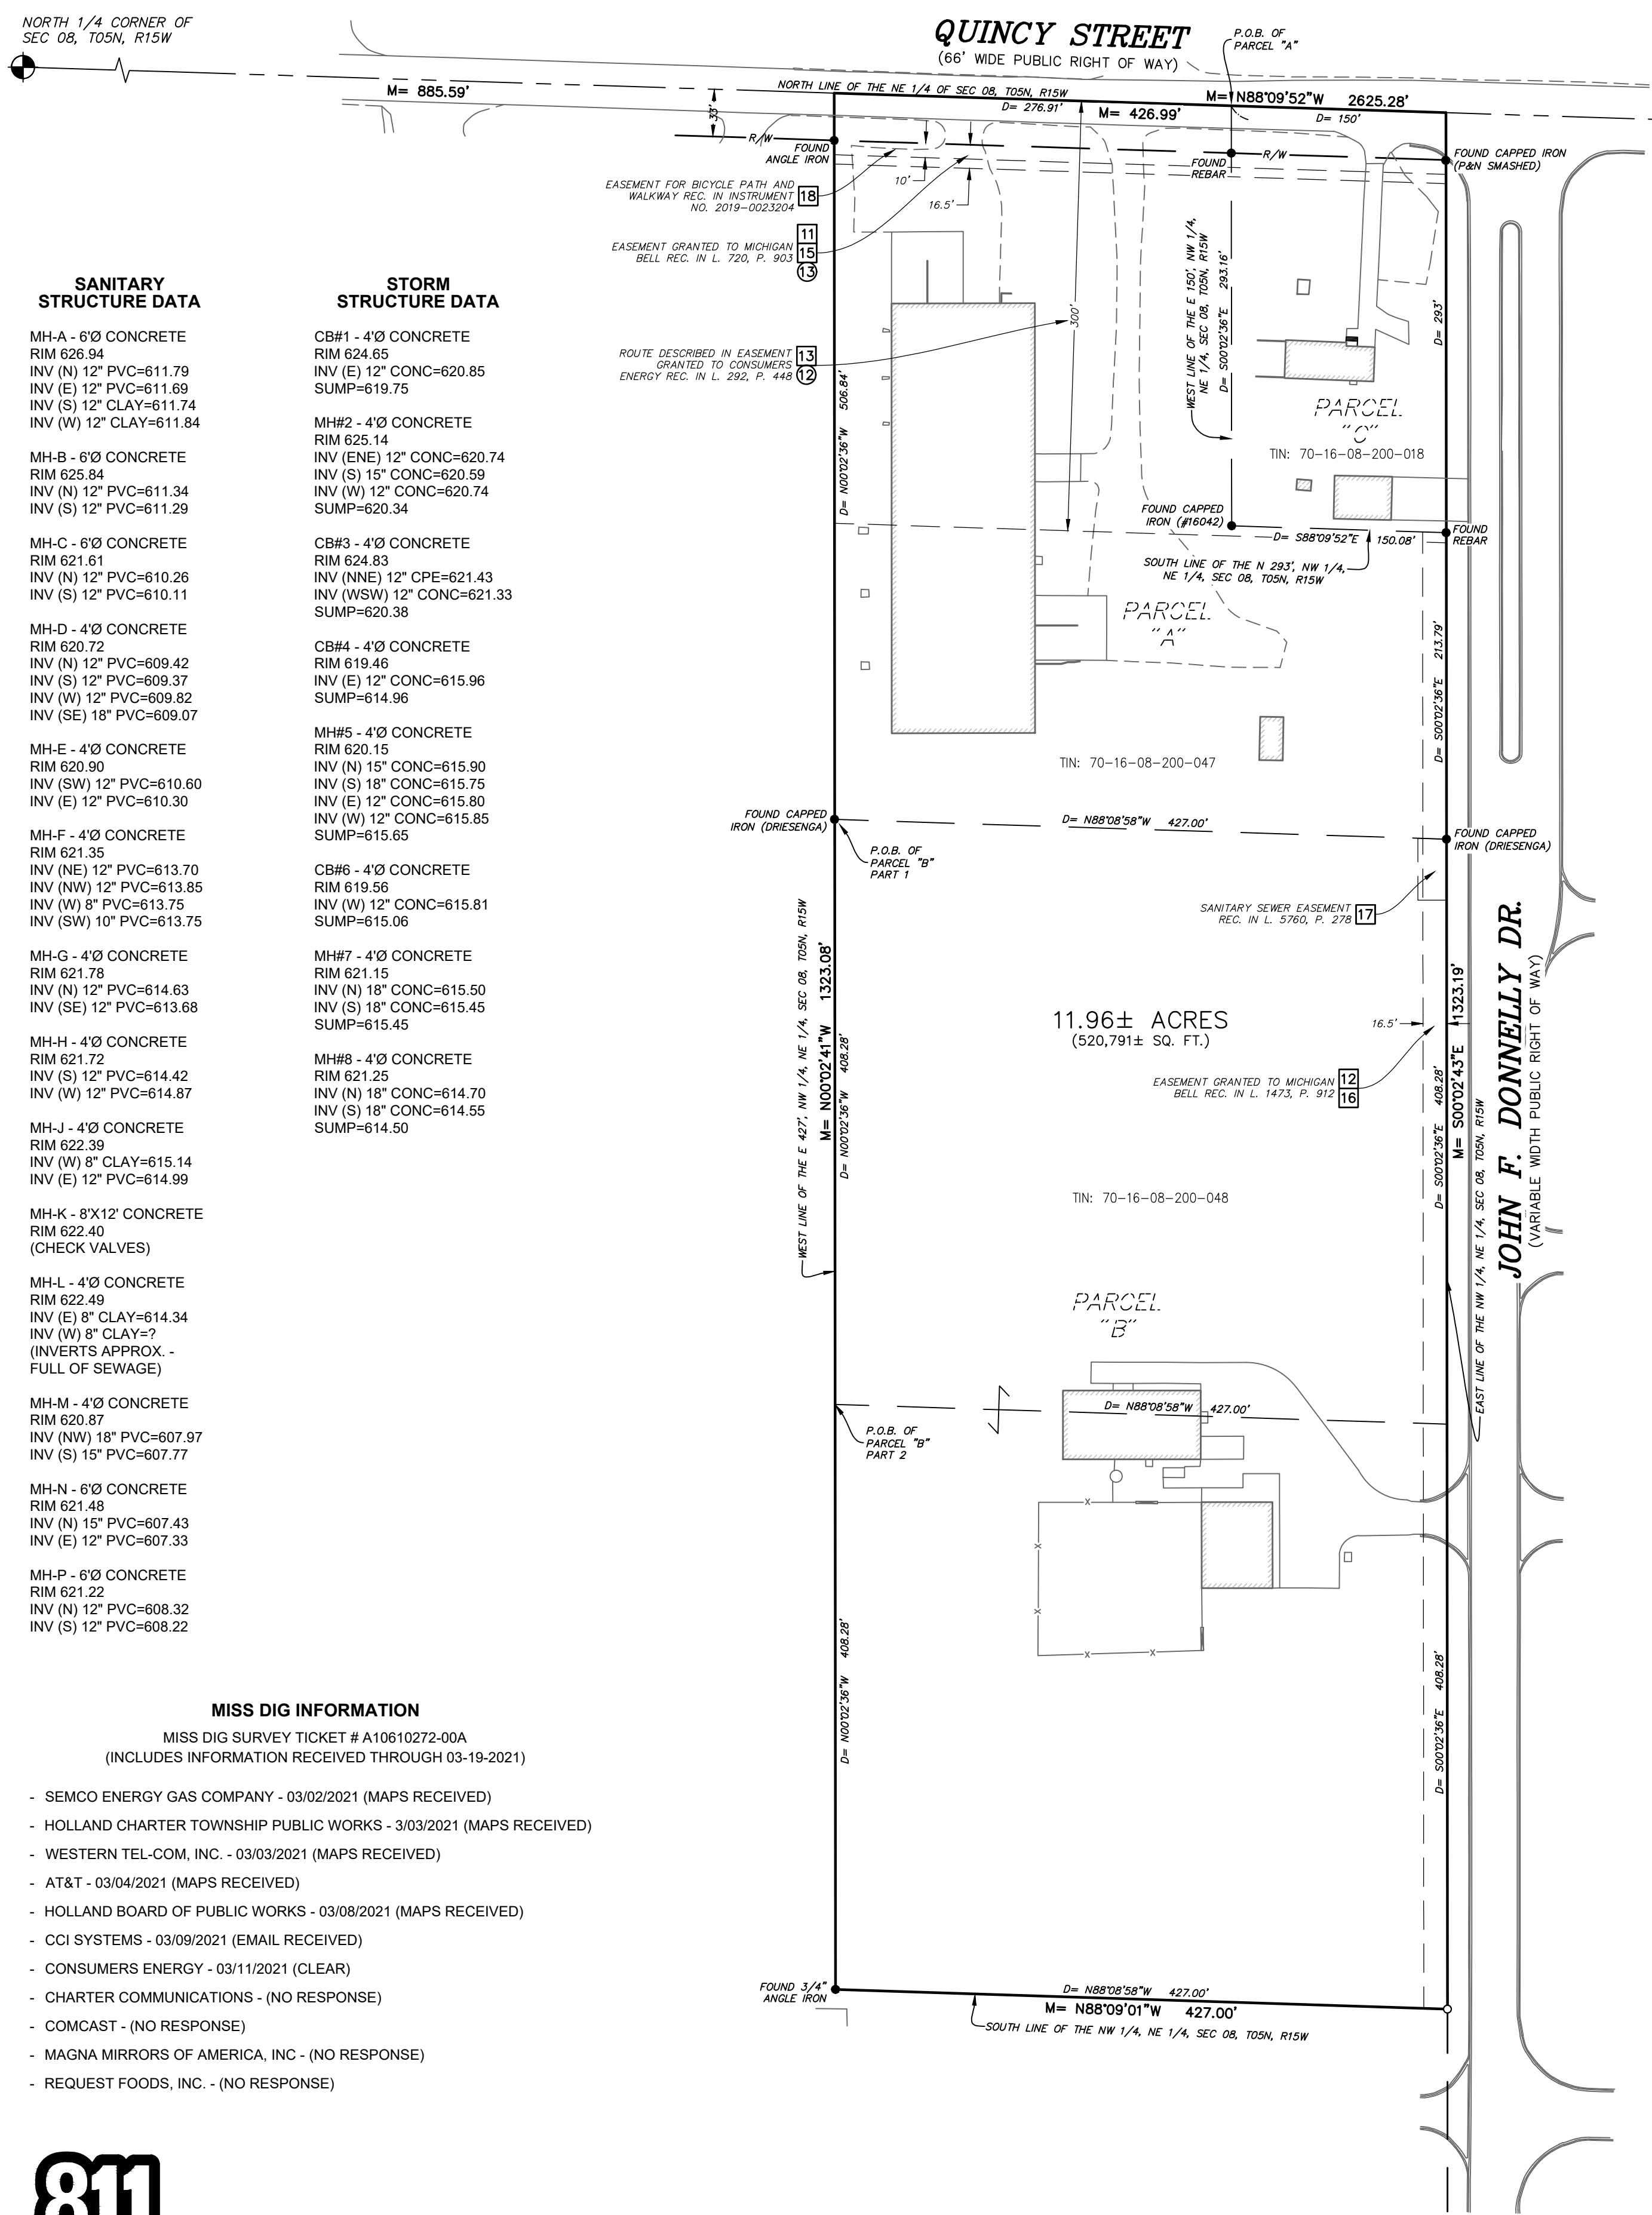 NORTH 1/4 CORNER OF
SEC 08, T05N, R15W
M= 885.59'
QUINCY STREET
(66' WIDE PUBLIC RIGHT OF WAY)
P.O.B. OF
PARCEL "A"
NORTH LINE OF THE NE 1/4 OF SEC 08, T05N, R15W
D= 276.91'
M= 426.99'
M= N88°09'52"W 2625.28'
D= 150'
33'
R/W
FOUND
ANGLE IRON
FOUND
REBAR
R/W
FOUND CAPPED IRON
(P&N SMASHED)
10'
16.5'
EASEMENT FOR BICYCLE PATH AND
WALKWAY REC. IN INSTRUMENT
NO. 2019-0023204
18
11
EASEMENT GRANTED TO MICHIGAN
BELL REC. IN L. 720, P. 903
15
13
ROUTE DESCRIBED IN EASEMENT
GRANTED TO CONSUMERS
ENERGY REC. IN L. 292, P. 448
13
12
300'
WEST LINE OF THE E 150', NW 1/4,
NE 1/4, SEC 08, T05N, R15W
D= S00°02'36"E 293.16'
D= 293'
D= N00°02'36"W 506.84'
PARCEL
"C"
TIN: 70-16-08-200-018
FOUND CAPPED
IRON (#16042)
D= S88°09'52"E 150.08'
FOUND
REBAR
SOUTH LINE OF THE N 293', NW 1/4,
NE 1/4, SEC 08, T05N, R15W
PARCEL
"A"
D= S00°02'36"E 213.79'
TIN: 70-16-08-200-047
FOUND CAPPED
IRON (DRIESENGA)
D= N88°08'58"W 427.00'
FOUND CAPPED
IRON (DRIESENGA)
P.O.B. OF
PARCEL "B"
PART 1
SANITARY SEWER EASEMENT
REC. IN L. 5760, P. 278
17
WEST LINE OF THE E 427', NW 1/4, NE 1/4, SEC 08, T05N, R15W
M= N00°02'41"W 1323.08'
D= N00°02'36"W 408.28'
11.96± ACRES
(520,791± SQ. FT.)
16.5'
EASEMENT GRANTED TO MICHIGAN
BELL REC. IN L. 1473, P. 912
12
16
D= S00°02'36"E 408.28'
M= S00°02'43"E 1323.19'
EAST LINE OF THE NW 1/4, NE 1/4, SEC 08, T05N, R15W
JOHN F. DONNELLY DR.
(VARIABLE WIDTH PUBLIC RIGHT OF WAY)
TIN: 70-16-08-200-048
PARCEL
"B"
D= N88°08'58"W 427.00'
P.O.B. OF
PARCEL "B"
PART 2
X
X
X
X
X
D= N00°02'36"W 408.28'
D= S00°02'36"E 408.28'
FOUND 3/4"
ANGLE IRON
D= N88°08'58"W 427.00'
M= N88°09'01"W 427.00'
SOUTH LINE OF THE NW 1/4, NE 1/4, SEC 08, T05N, R15W
SANITARY
STRUCTURE DATA
MH-A - 6'Ø CONCRETE
RIM 626.94
INV (N) 12" PVC=611.79
INV (E) 12" PVC=611.69
INV (S) 12" CLAY=611.74
INV (W) 12" CLAY=611.84
MH-B - 6'Ø CONCRETE
RIM 625.84
INV (N) 12" PVC=611.34
INV (S) 12" PVC=611.29
MH-C - 6'Ø CONCRETE
RIM 621.61
INV (N) 12" PVC=610.26
INV (S) 12" PVC=610.11
MH-D - 4'Ø CONCRETE
RIM 620.72
INV (N) 12" PVC=609.42
INV (S) 12" PVC=609.37
INV (W) 12" PVC=609.82
INV (SE) 18" PVC=609.07
MH-E - 4'Ø CONCRETE
RIM 620.90
INV (SW) 12" PVC=610.60
INV (E) 12" PVC=610.30
MH-F - 4'Ø CONCRETE
RIM 621.35
INV (NE) 12" PVC=613.70
INV (NW) 12" PVC=613.85
INV (W) 8" PVC=613.75
INV (SW) 10" PVC=613.75
MH-G - 4'Ø CONCRETE
RIM 621.78
INV (N) 12" PVC=614.63
INV (SE) 12" PVC=613.68
MH-H - 4'Ø CONCRETE
RIM 621.72
INV (S) 12" PVC=614.42
INV (W) 12" PVC=614.87
MH-J - 4'Ø CONCRETE
RIM 622.39
INV (W) 8" CLAY=615.14
INV (E) 12" PVC=614.99
MH-K - 8'X12' CONCRETE
RIM 622.40
(CHECK VALVES)
MH-L - 4'Ø CONCRETE
RIM 622.49
INV (E) 8" CLAY=614.34
INV (W) 8" CLAY=?
(INVERTS APPROX. -
FULL OF SEWAGE)
MH-M - 4'Ø CONCRETE
RIM 620.87
INV (NW) 18" PVC=607.97
INV (S) 15" PVC=607.77
MH-N - 6'Ø CONCRETE
RIM 621.48
INV (N) 15" PVC=607.43
INV (E) 12" PVC=607.33
MH-P - 6'Ø CONCRETE
RIM 621.22
INV (N) 12" PVC=608.32
INV (S) 12" PVC=608.22
STORM
STRUCTURE DATA
CB#1 - 4'Ø CONCRETE
RIM 624.65
INV (E) 12" CONC=620.85
SUMP=619.75
MH#2 - 4'Ø CONCRETE
RIM 625.14
INV (ENE) 12" CONC=620.74
INV (S) 15" CONC=620.59
INV (W) 12" CONC=620.74
SUMP=620.34
CB#3 - 4'Ø CONCRETE
RIM 624.83
INV (NNE) 12" CPE=621.43
INV (WSW) 12" CONC=621.33
SUMP=620.38
CB#4 - 4'Ø CONCRETE
RIM 619.46
INV (E) 12" CONC=615.96
SUMP=614.96
MH#5 - 4'Ø CONCRETE
RIM 620.15
INV (N) 15" CONC=615.90
INV (S) 18" CONC=615.75
INV (E) 12" CONC=615.80
INV (W) 12" CONC=615.85
SUMP=615.65
CB#6 - 4'Ø CONCRETE
RIM 619.56
INV (W) 12" CONC=615.81
SUMP=615.06
MH#7 - 4'Ø CONCRETE
RIM 621.15
INV (N) 18" CONC=615.50
INV (S) 18" CONC=615.45
SUMP=615.45
MH#8 - 4'Ø CONCRETE
RIM 621.25
INV (N) 18" CONC=614.70
INV (S) 18" CONC=614.55
SUMP=614.50
MISS DIG INFORMATION
MISS DIG SURVEY TICKET # A10610272-00A
(INCLUDES INFORMATION RECEIVED THROUGH 03-19-2021)
- SEMCO ENERGY GAS COMPANY - 03/02/2021 (MAPS RECEIVED)
- HOLLAND CHARTER TOWNSHIP PUBLIC WORKS - 3/03/2021 (MAPS RECEIVED)
- WESTERN TEL-COM, INC. - 03/03/2021 (MAPS RECEIVED)
- AT&T - 03/04/2021 (MAPS RECEIVED)
- HOLLAND BOARD OF PUBLIC WORKS - 03/08/2021 (MAPS RECEIVED)
- CCI SYSTEMS - 03/09/2021 (EMAIL RECEIVED)
- CONSUMERS ENERGY - 03/11/2021 (CLEAR)
- CHARTER COMMUNICATIONS - (NO RESPONSE)
- COMCAST - (NO RESPONSE)
- MAGNA MIRRORS OF AMERICA, INC - (NO RESPONSE)
- REQUEST FOODS, INC. - (NO RESPONSE)
811